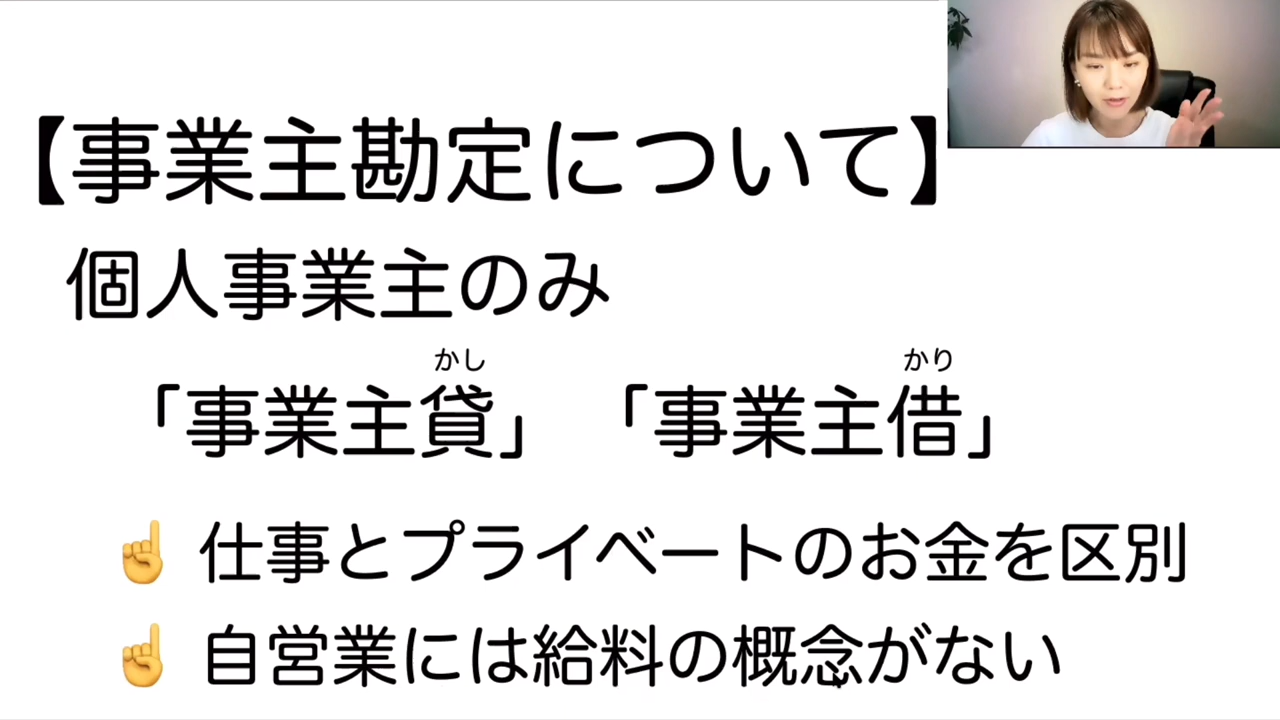 【事業主勘定について】
個人事業主のみ
かし かり
「事業主貸」 「事業主借」
☝仕事とプライベートのお金を区別
☝自営業には給料の概念がない